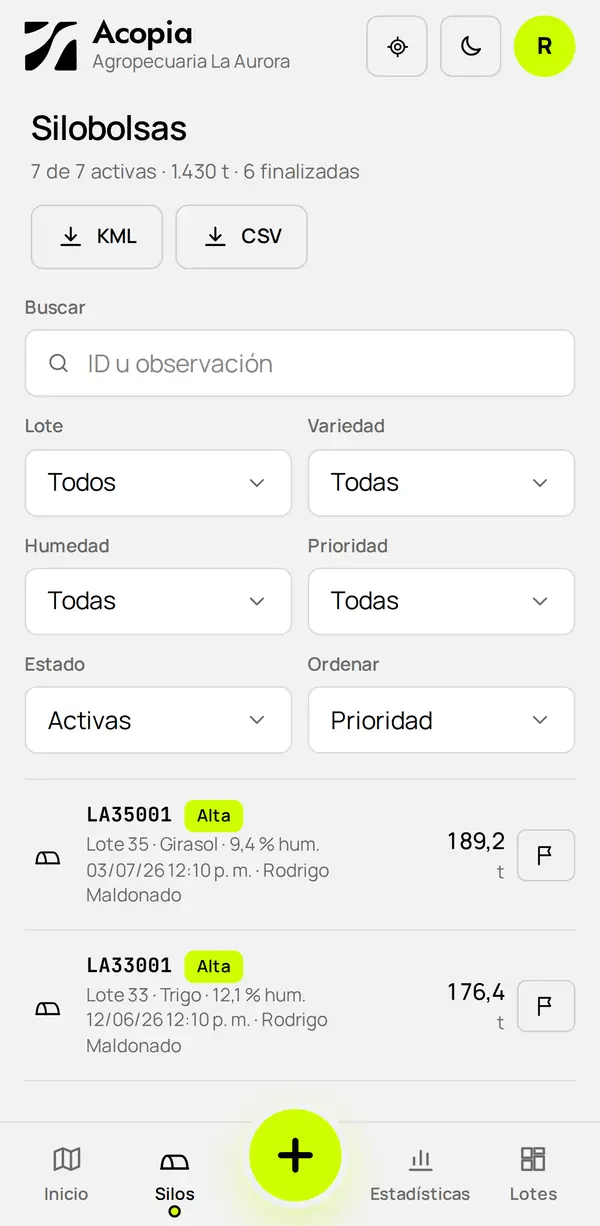 Acopia
Agropecuaria La Aurora
R
Silobolsas
7 de 7 activas · 1.430 t · 6 finalizadas
KML
CSV
Buscar
ID u observación
Lote
Variedad
Todos
Todas
Humedad
Prioridad
Todas
Todas
Estado
Ordenar
Activas
Prioridad
LA35001 Alta
Lote 35 · Girasol · 9,4 % hum.
03/07/26 12:10 p. m. · Rodrigo
Maldonado
189,2
t
LA33001 Alta
Lote 33 · Trigo · 12,1 % hum.
12/06/26 12:10 p. m. · Rodrigo
Maldonado
176,4
t
Inicio
Silos
Estadísticas
Lotes